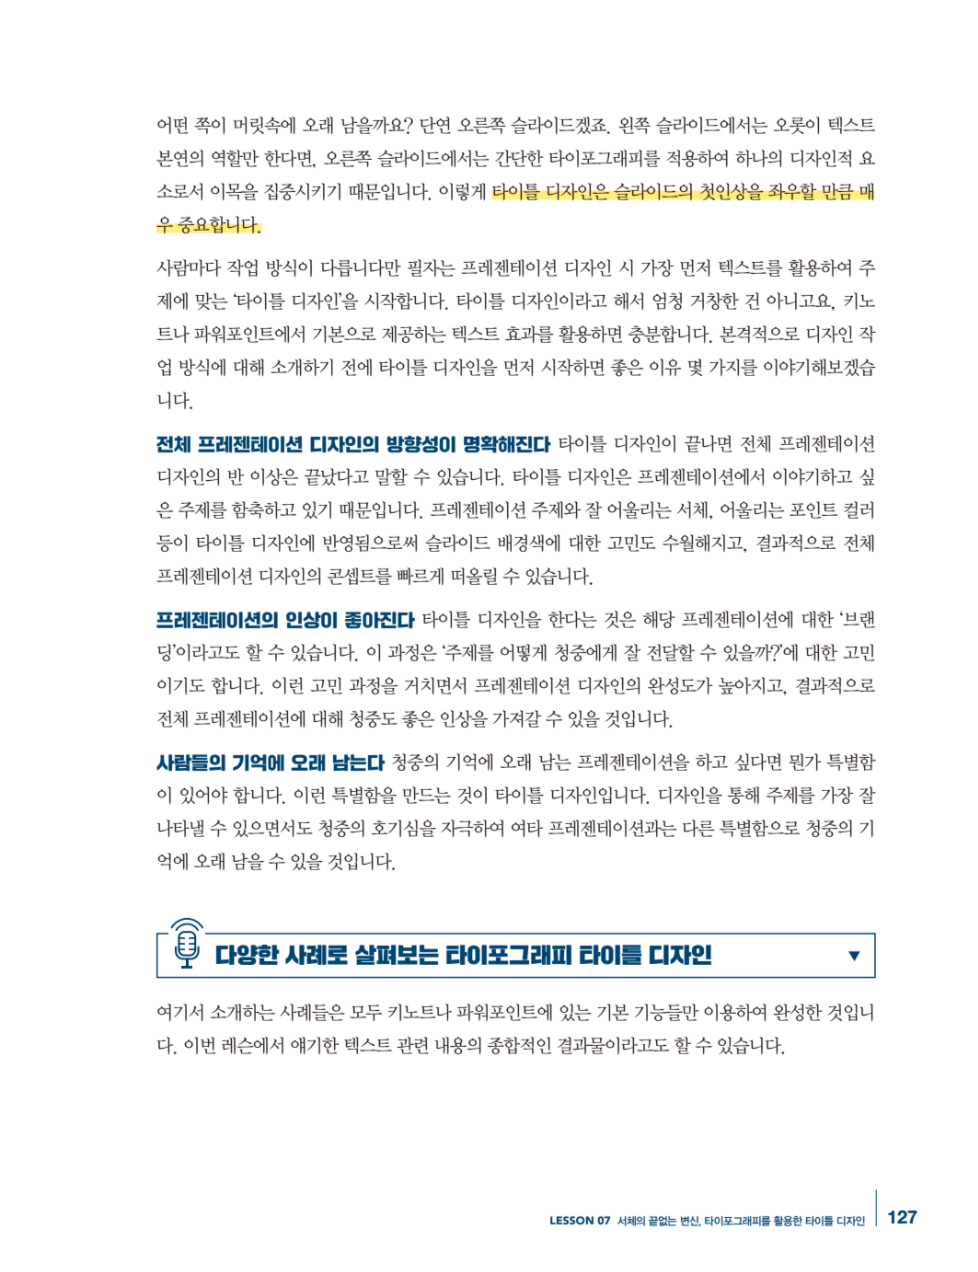 어떤 쪽이 머릿속에 오래 남을까요? 단연 오른쪽 슬라이드겠죠. 왼쪽 슬라이드에서는 오롯이 텍스트
본연의 역할만 한다면, 오른쪽 슬라이드에서는 간단한 타이포그래피를 적용하여 하나의 디자인적 요
소로서 이목을 집중시키기 때문입니다. 이렇게 타이틀 디자인은 슬라이드의 첫인상을 좌우할 만큼 매
우 중요합니다.
사람마다 작업 방식이 다릅니다만 필자는 프레젠테이션 디자인 시 가장 먼저 텍스트를 활용하여 주
제에 맞는 ‘타이틀 디자인’을 시작합니다. 타이틀 디자인이라고 해서 엄청 거창한 건 아니고요, 키노
트나 파워포인트에서 기본으로 제공하는 텍스트 효과를 활용하면 충분합니다. 본격적으로 디자인 작
업 방식에 대해 소개하기 전에 타이틀 디자인을 먼저 시작하면 좋은 이유 몇 가지를 이야기해보겠습
니다.
전체 프레젠테이션 디자인의 방향성이 명확해진다 타이틀 디자인이 끝나면 전체 프레젠테이션
디자인의 반 이상은 끝났다고 말할 수 있습니다. 타이틀 디자인은 프레젠테이션에서 이야기하고 싶
은 주제를 함축하고 있기 때문입니다. 프레젠테이션 주제와 잘 어울리는 서체, 어울리는 포인트 컬러
등이 타이틀 디자인에 반영됨으로써 슬라이드 배경색에 대한 고민도 수월해지고, 결과적으로 전체
프레젠테이션 디자인의 콘셉트를 빠르게 떠올릴 수 있습니다.
프레젠테이션의 인상이 좋아진다 타이틀 디자인을 한다는 것은 해당 프레젠테이션에 대한 ‘브랜
딩’이라고도 할 수 있습니다. 이 과정은 ‘주제를 어떻게 청중에게 잘 전달할 수 있을까?’에 대한 고민
이기도 합니다. 이런 고민 과정을 거치면서 프레젠테이션 디자인의 완성도가 높아지고, 결과적으로
전체 프레젠테이션에 대해 청중도 좋은 인상을 가져갈 수 있을 것입니다.
사람들의 기억에 오래 남는다 청중의 기억에 오래 남는 프레젠테이션을 하고 싶다면 뭔가 특별함
이 있어야 합니다. 이런 특별함을 만드는 것이 타이틀 디자인입니다. 디자인을 통해 주제를 가장 잘
나타낼 수 있으면서도 청중의 호기심을 자극하여 여타 프레젠테이션과는 다른 특별함으로 청중의 기
억에 오래 남을 수 있을 것입니다.
다양한 사례로 살펴보는 타이포그래피 타이틀 디자인 ▼
여기서 소개하는 사례들은 모두 키노트나 파워포인트에 있는 기본 기능들만 이용하여 완성한 것입니
다. 이번 레슨에서 얘기한 텍스트 관련 내용의 종합적인 결과물이라고도 할 수 있습니다.
LESSON 07 서체의 끝없는 변신, 타이포그래피를 활용한 타이틀 디자인 127